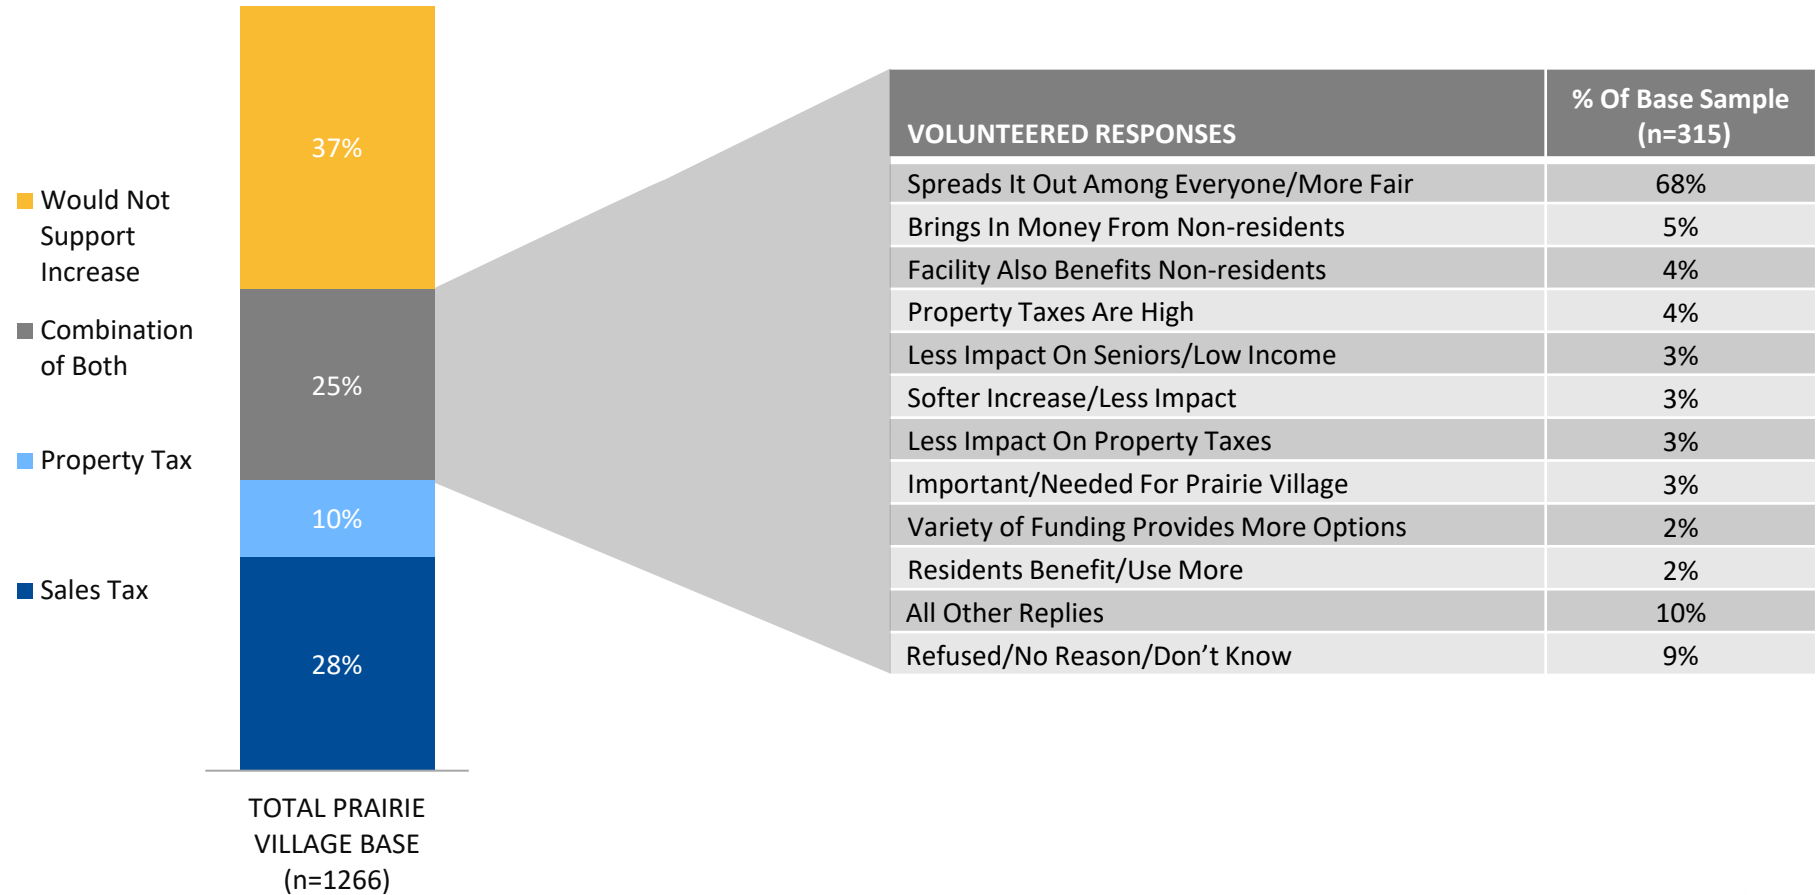 37%
25%
10%
28%
Would Not
Support
Increase
Combination
of Both
Property Tax
Sales Tax
TOTAL PRAIRIE
VILLAGE BASE
(n=1266)
VOLUNTEERED RESPONSES
% Of Base Sample
(n=315)
Spreads It Out Among Everyone/More Fair 68%
Brings In Money From Non-residents 5%
Facility Also Benefits Non-residents 4%
Property Taxes Are High 4%
Less Impact On Seniors/Low Income 3%
Softer Increase/Less Impact 3%
Less Impact On Property Taxes 3%
Important/Needed For Prairie Village 3%
Variety of Funding Provides More Options 2%
Residents Benefit/Use More 2%
All Other Replies 10%
Refused/No Reason/Don’t Know 9%